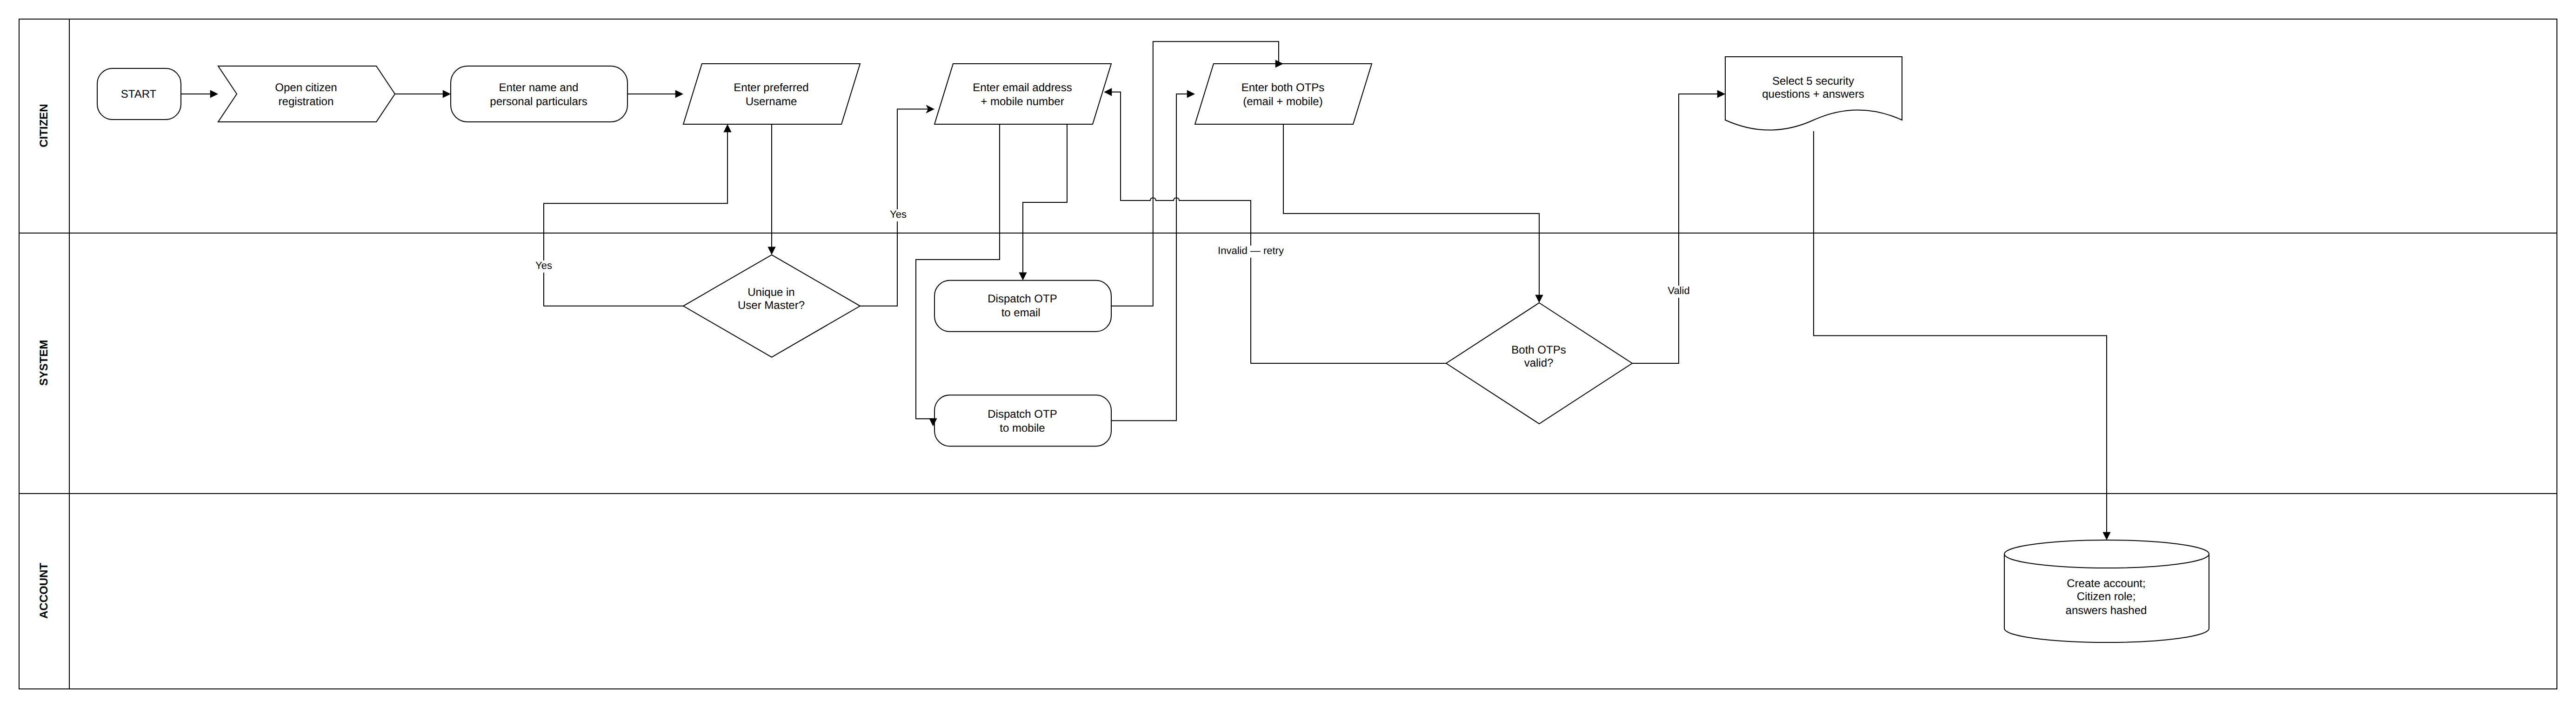 CITIZEN
START
Open citizen
registration
Enter name and
personal particulars
Enter preferred
Username
Enter email address
+ mobile number
Enter both OTPs
(email + mobile)
Select 5 security
questions + answers
Yes
SYSTEM
Yes
Unique in
User Master?
Dispatch OTP
to email
Dispatch OTP
to mobile
Invalid — retry
Both OTPs
valid?
Valid
ACCOUNT
Create account;
Citizen role;
answers hashed